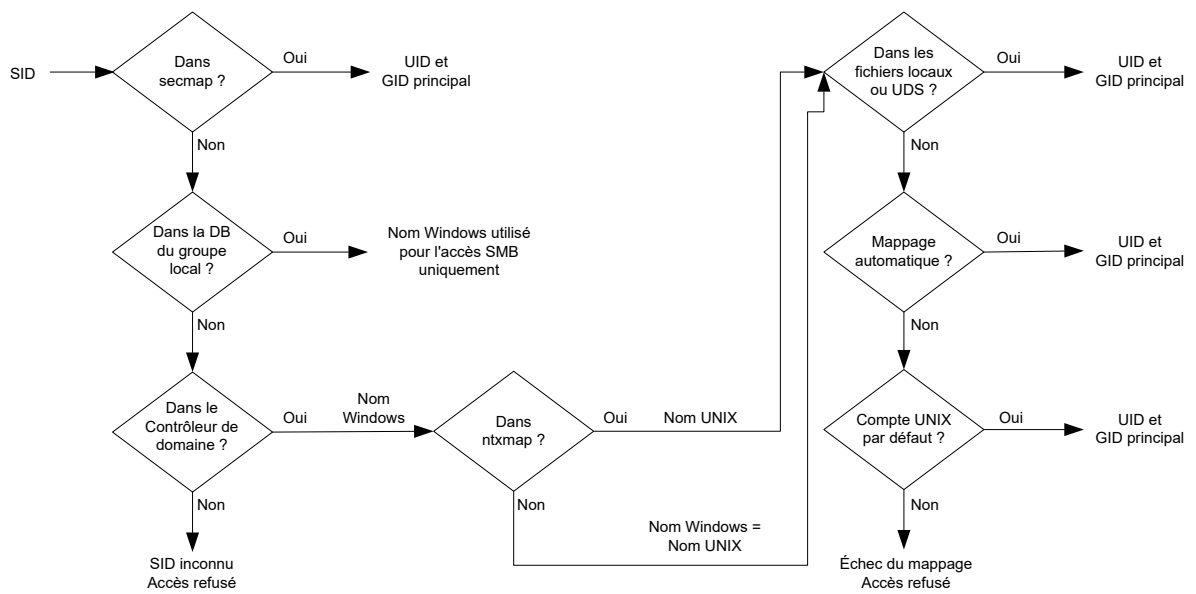 SID
Dans
secmap ?
Oui
UID et
GID principal
Non
Dans la DB
du groupe
local ?
Oui
Nom Windows utilisé
pour l'accès SMB
uniquement
Non
Dans le
Contrôleur de
domaine ?
Oui
Nom
Windows
Non
SID inconnu
Accès refusé
Dans
ntxmap ?
Oui
Nom UNIX
Non
Nom Windows =
Nom UNIX
Dans les
fichiers locaux
ou UDS ?
Oui
UID et
GID principal
Non
Mappage
automatique ?
Oui
UID et
GID principal
Non
Compte UNIX
par défaut ?
Oui
UID et
GID principal
Non
Échec du mappage
Accès refusé